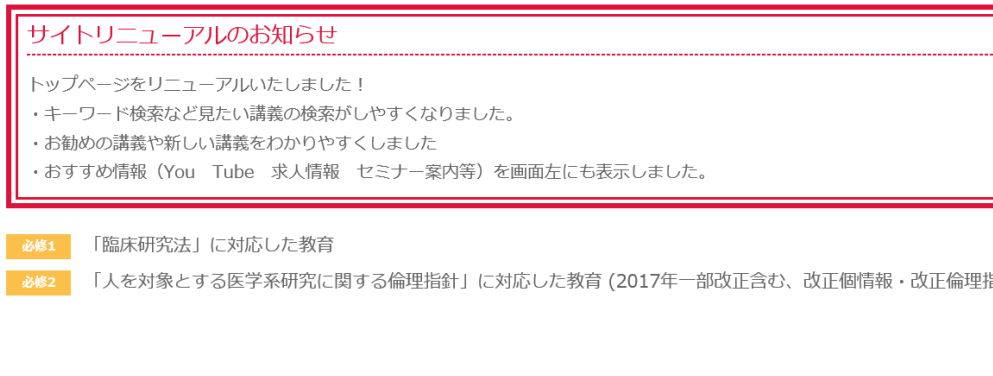 サイトリニューアルのお知らせ
トップページをリニューアルいたしました！
・キーワード検索など見たい講義の検索がしやすくなりました。
・お勧めの講義や新しい講義をわかりやすくしました
・おすすめ情報（You　Tube　求人情報　セミナー案内等）を画面左にも表示しました。
必修1 「臨床研究法」に対応した教育
必修2 「人を対象とする医学系研究に関する倫理指針」に対応した教育 (2017年一部改正含む、改正個情報・改正倫理指